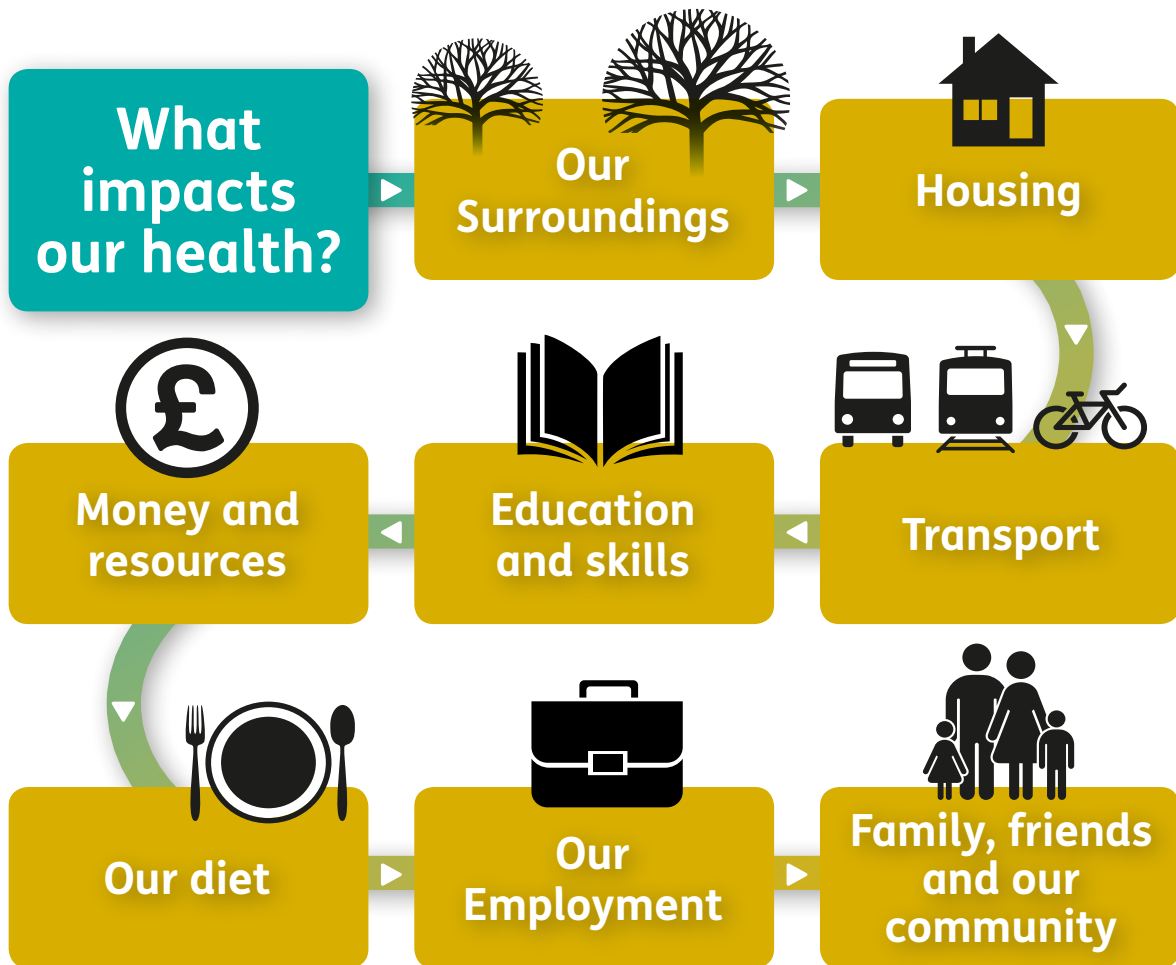 What
impacts
our health?
Our
Surroundings
Housing
Transport
Education
and skills
£
Money and
resources
Our diet
Our
Employment
Family, friends
and our
community